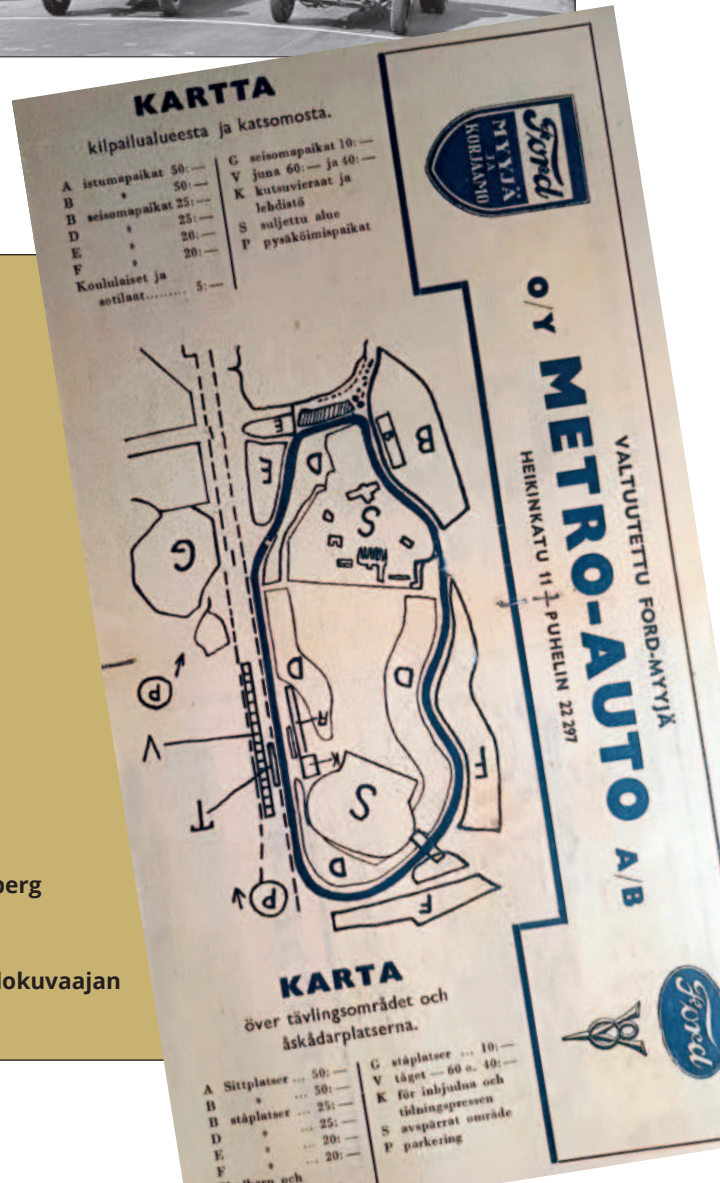 KARTTA
kilpailualueesta ja katsomosta.
A istumapaikat 50:—
B " 50:—
B seisomapaikat 25:—
D " 25:—
E " 20:—
F " 20:—
Koululaiset ja
sotilaat......... 5:—
G seisomapaikat 10:—
V juna 60:— ja 40:—
K kutsuvieraat ja
lehdistö
S suljettu alue
P pysäköimispaikat
Ford
MYYJÄ
JA
KORJAAMO
O/Y METRO-AUTO A/B
VALTUUTETTU FORD-MYYJÄ
HEIKINKATU 11 PUHELIN 22 297
Ford
V8
B
E
E
D
S
G
P
D
D
A
K
V
T
S
F
D
P
F
KARTA
över tävlingsområdet och
åskådarplatserna.
A Sittplatser ... 50:—
B " ... 50:—
B ståplatser ... 25:—
D " ... 25:—
E " ... 20:—
F " ... 20:—
G ståplatser ... 10:—
V tåget — 60 o. 40:—
K för inbjudna och
tidningspressen
S avspärrat område
P parkering
berg
lokuvaajan